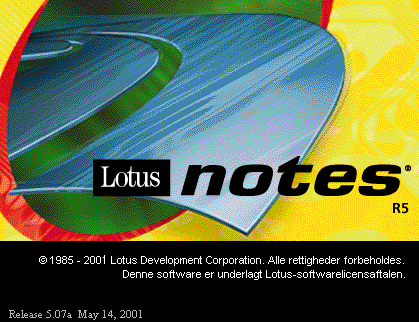 Lotus notes®
R5
© 1985 - 2001 Lotus Development Corporation. Alle rettigheder forbeholdes.
Denne software er underlagt Lotus-softwarelicensaftalen.
Release 5.07a May 14, 2001